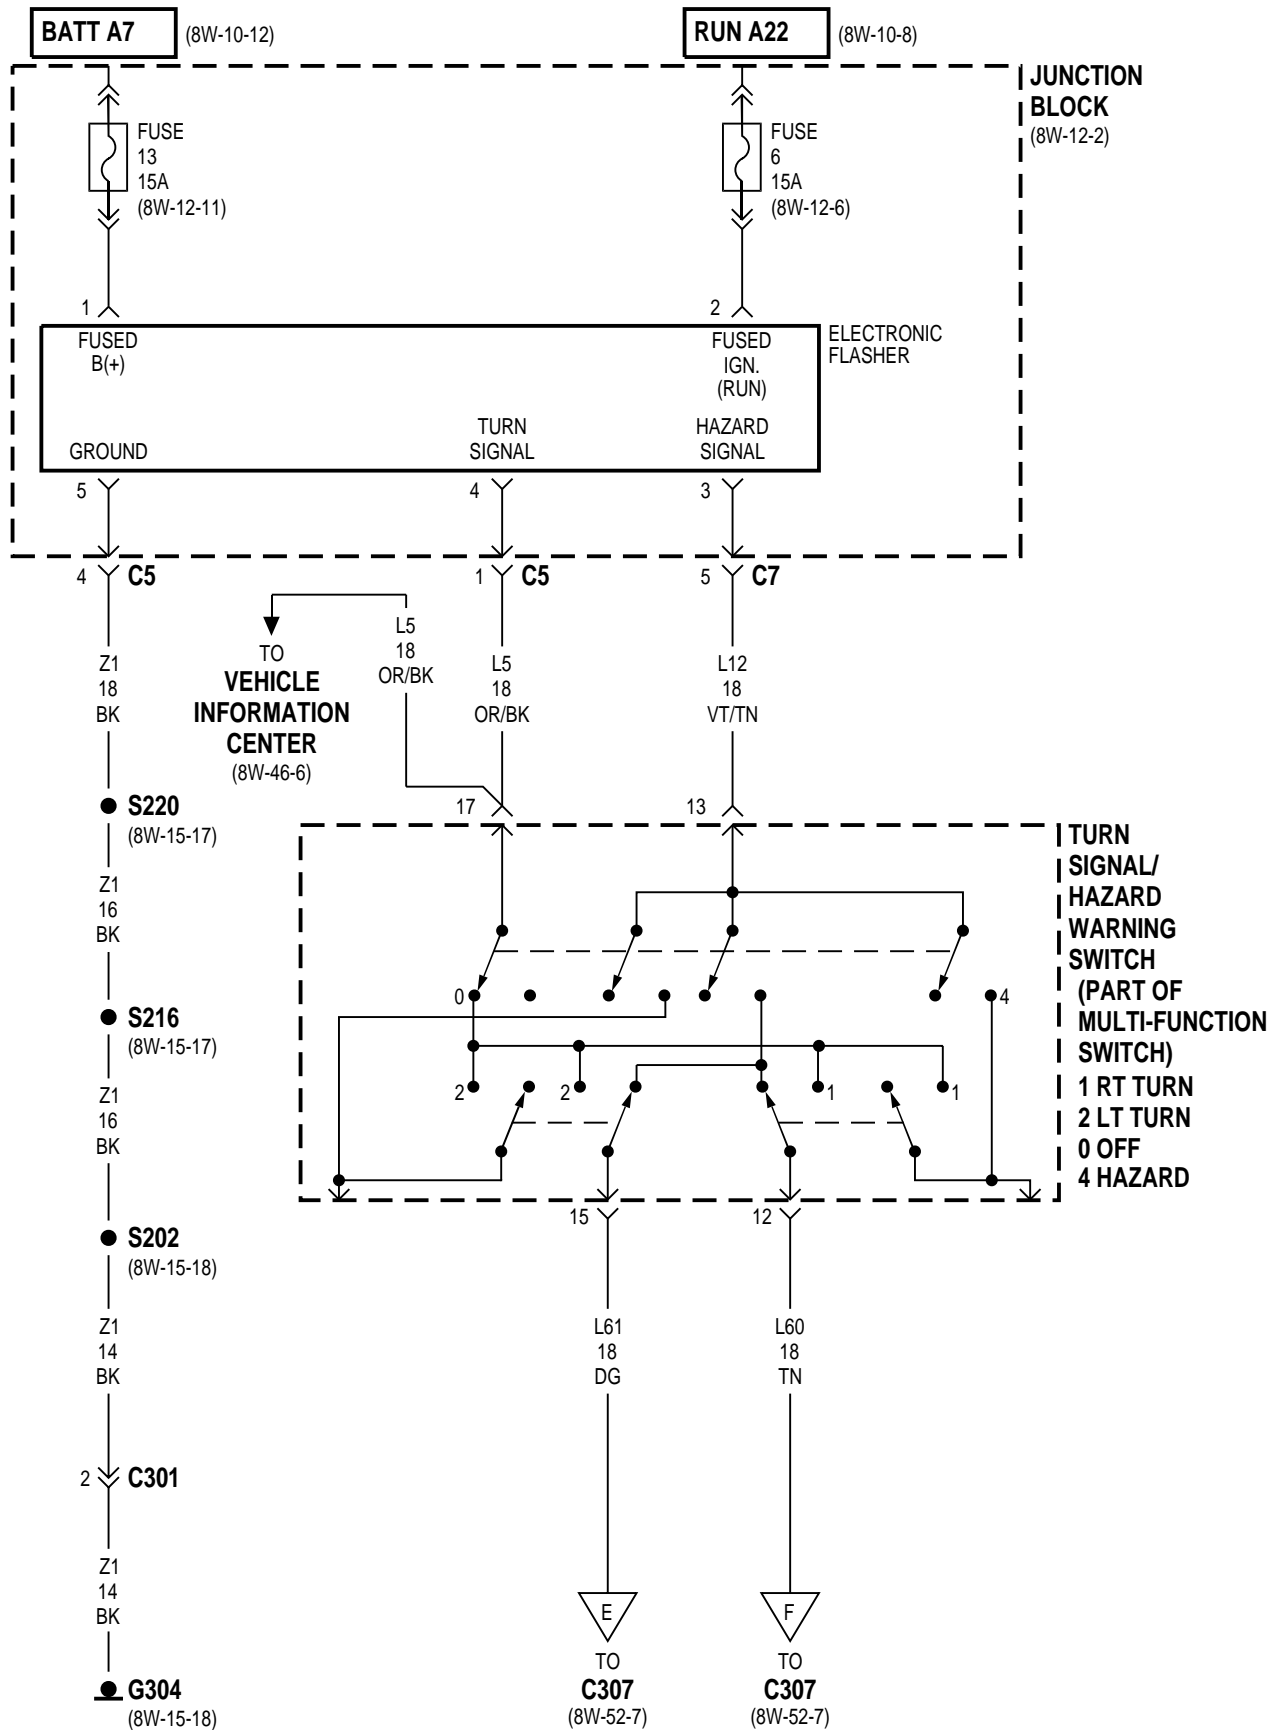 BATT A7
(8W-10-12)
RUN A22
(8W-10-8)
JUNCTION
BLOCK
(8W-12-2)
FUSE
13
15A
(8W-12-11)
FUSE
6
15A
(8W-12-6)
1
2
FUSED
B(+)
FUSED
IGN.
(RUN)
ELECTRONIC
FLASHER
GROUND
TURN
SIGNAL
HAZARD
SIGNAL
5
4
3
4
C5
1
C5
5
C7
TO
VEHICLE
INFORMATION
CENTER
(8W-46-6)
L5
18
OR/BK
Z1
18
BK
L5
18
OR/BK
L12
18
VT/TN
17
13
S220
(8W-15-17)
Z1
16
BK
S216
(8W-15-17)
Z1
16
BK
S202
(8W-15-18)
Z1
14
BK
2
C301
Z1
14
BK
G304
(8W-15-18)
TURN
SIGNAL/
HAZARD
WARNING
SWITCH
(PART OF
MULTI-FUNCTION
SWITCH)
1 RT TURN
2 LT TURN
0 OFF
4 HAZARD
0
4
2
2
1
1
15
12
L61
18
DG
L60
18
TN
E
F
TO
C307
(8W-52-7)
TO
C307
(8W-52-7)